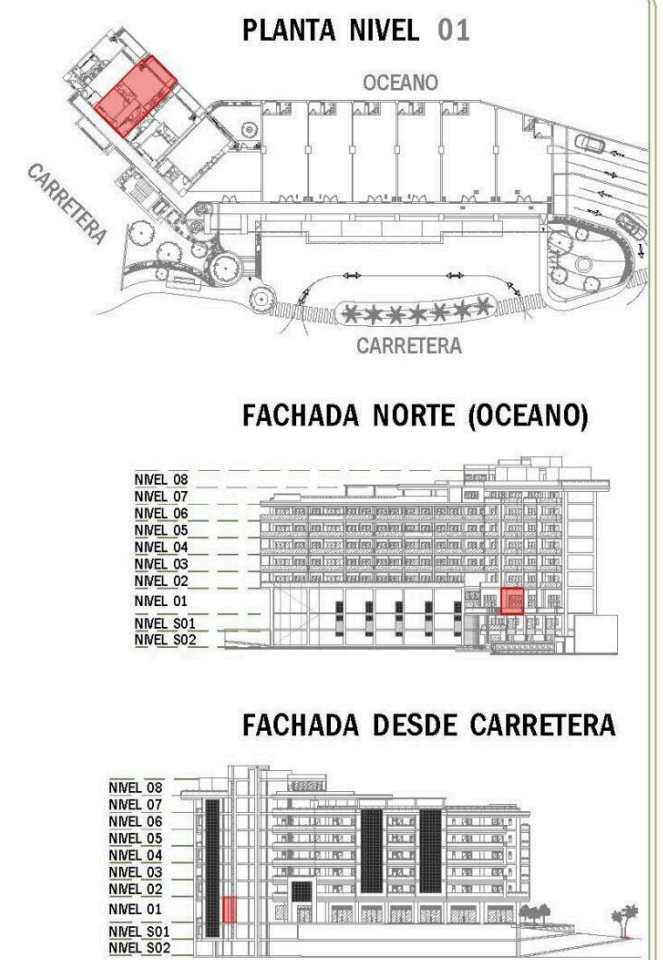 PLANTA NIVEL 01
OCEANO
CARRETERA
CARRETERA
FACHADA NORTE (OCEANO)
NIVEL 08
NIVEL 07
NIVEL 06
NIVEL 05
NIVEL 04
NIVEL 03
NIVEL 02
NIVEL 01
NIVEL S01
NIVEL S02
FACHADA DESDE CARRETERA
NIVEL 08
NIVEL 07
NIVEL 06
NIVEL 05
NIVEL 04
NIVEL 03
NIVEL 02
NIVEL 01
NIVEL S01
NIVEL S02